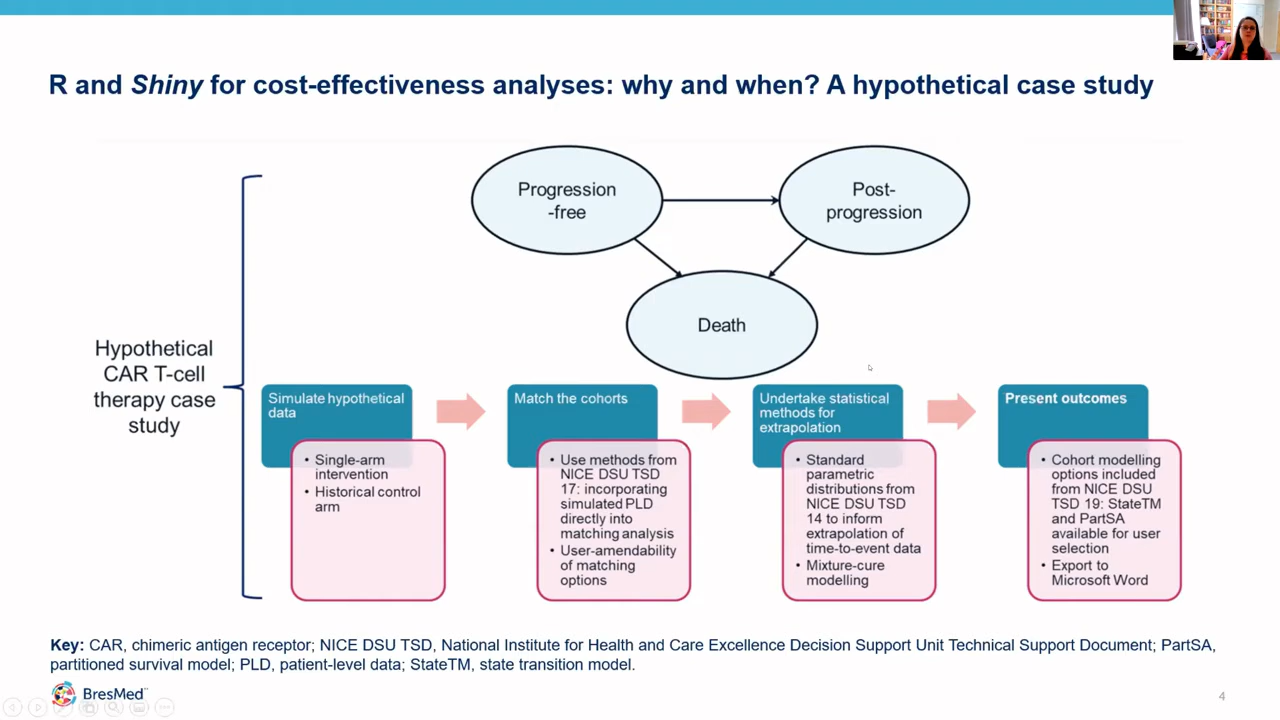 R and Shiny for cost-effectiveness analyses: why and when? A hypothetical case study
Progression
-free
Post-
progression
Death
Hypothetical
CAR T-cell
therapy case
study
Simulate hypothetical
data
• Single-arm
intervention
• Historical control
arm
Match the cohorts
• Use methods from
NICE DSU TSD
17: incorporating
simulated PLD
directly into
matching analysis
• User-amendability
of matching
options
Undertake statistical
methods for
extrapolation
• Standard
parametric
distributions from
NICE DSU TSD
14 to inform
extrapolation of
time-to-event data
• Mixture-cure
modelling
Present outcomes
• Cohort modelling
options included
from NICE DSU
TSD 19: StateTM
and PartSA
available for user
selection
• Export to
Microsoft Word
Key: CAR, chimeric antigen receptor; NICE DSU TSD, National Institute for Health and Care Excellence Decision Support Unit Technical Support Document; PartSA,
partitioned survival model; PLD, patient-level data; StateTM, state transition model.
BresMed
4